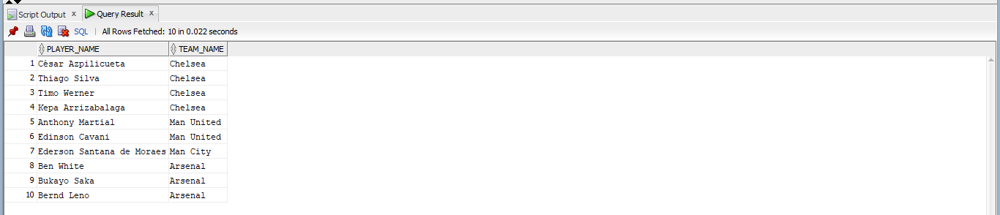 Script Output x Query Result x
SQL | All Rows Fetched: 10 in 0.022 seconds
PLAYER_NAME TEAM_NAME
1 César Azpilicueta Chelsea
2 Thiago Silva Chelsea
3 Timo Werner Chelsea
4 Kepa Arrizabalaga Chelsea
5 Anthony Martial Man United
6 Edinson Cavani Man United
7 Ederson Santana de Moraes Man City
8 Ben White Arsenal
9 Bukayo Saka Arsenal
10 Bernd Leno Arsenal